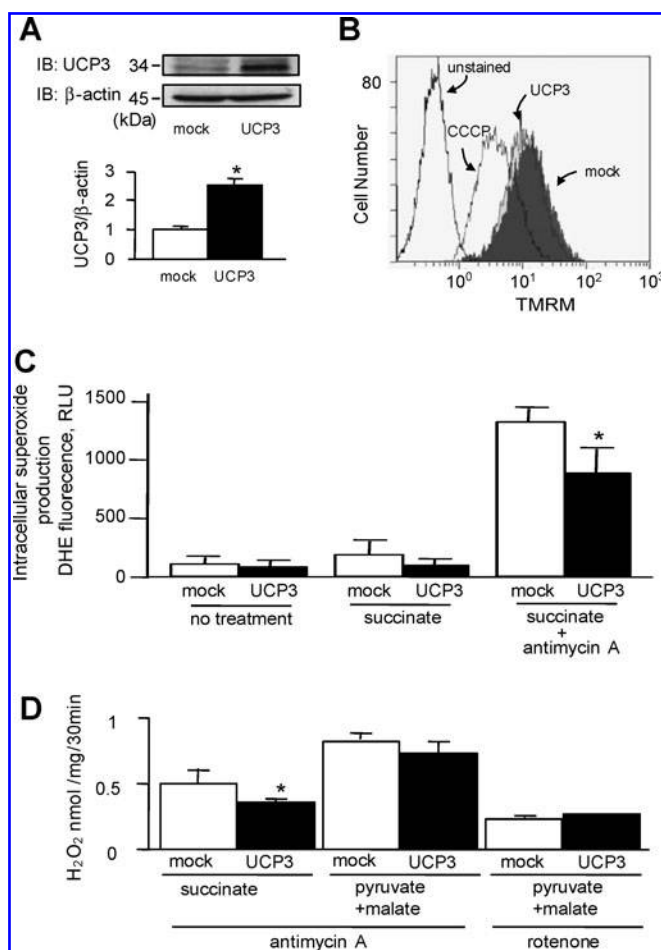 A
IB: UCP3 34
IB: β-actin 45
(kDa)
mock UCP3
UCP3/β-actin
3
2
1
0
mock UCP3
*
B
Cell Number
80
unstained
UCP3
CCCP
mock
10⁰ 10¹ 10² 10³
TMRM
C
Intracellular superoxide
production
DHE fluorecence, RLU
1500
1000
500
0
*
mock UCP3 mock UCP3 mock UCP3
no treatment succinate succinate
+
antimycin A
D
H₂O₂ nmol /mg/30min
1
0.5
0
*
mock UCP3 mock UCP3 mock UCP3
succinate pyruvate pyruvate
+malate +malate
antimycin A rotenone